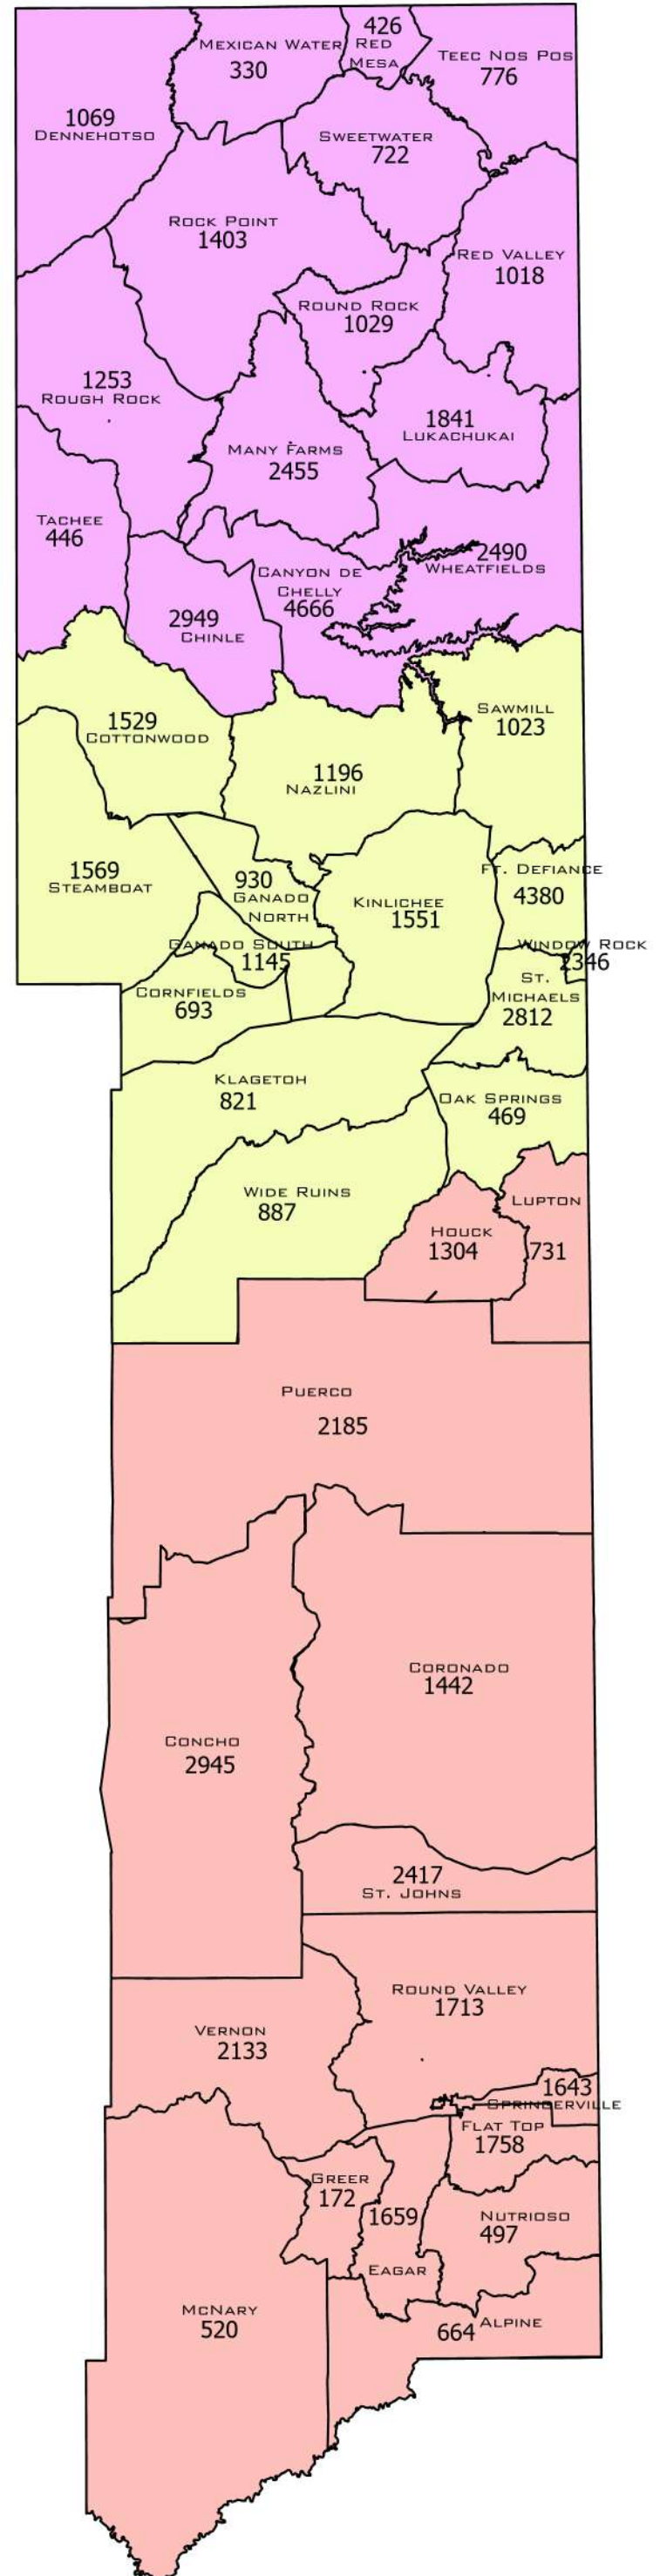 426
MEXICAN WATER
330
RED
MESA
TEEC NOS POS
776
1069
DENNEHOTSO
SWEETWATER
722
ROCK POINT
1403
RED VALLEY
1018
ROUND ROCK
1029
1253
ROUGH ROCK
1841
LUKACHUKAI
MANY FARMS
2455
TACHEE
446
2490
WHEATFIELDS
CANYON DE
CHELLY
4666
2949
CHINLE
SAWMILL
1023
1529
COTTONWOOD
1196
NAZLINI
1569
STEAMBOAT
930
GANADO
NORTH
KINLICHEE
1551
FT. DEFIANCE
4380
GANADO SOUTH
1145
WINDOW ROCK
2346
CORNFIELDS
693
ST.
MICHAELS
2812
KLAGETOH
821
OAK SPRINGS
469
WIDE RUINS
887
LUPTON
731
HOUCK
1304
PUERCO
2185
CORONADO
1442
CONCHO
2945
2417
ST. JOHNS
ROUND VALLEY
1713
VERNON
2133
1643
SPRINGERVILLE
FLAT TOP
1758
GREER
172
1659
EAGAR
NUTRIOSO
497
MCNARY
520
664 ALPINE